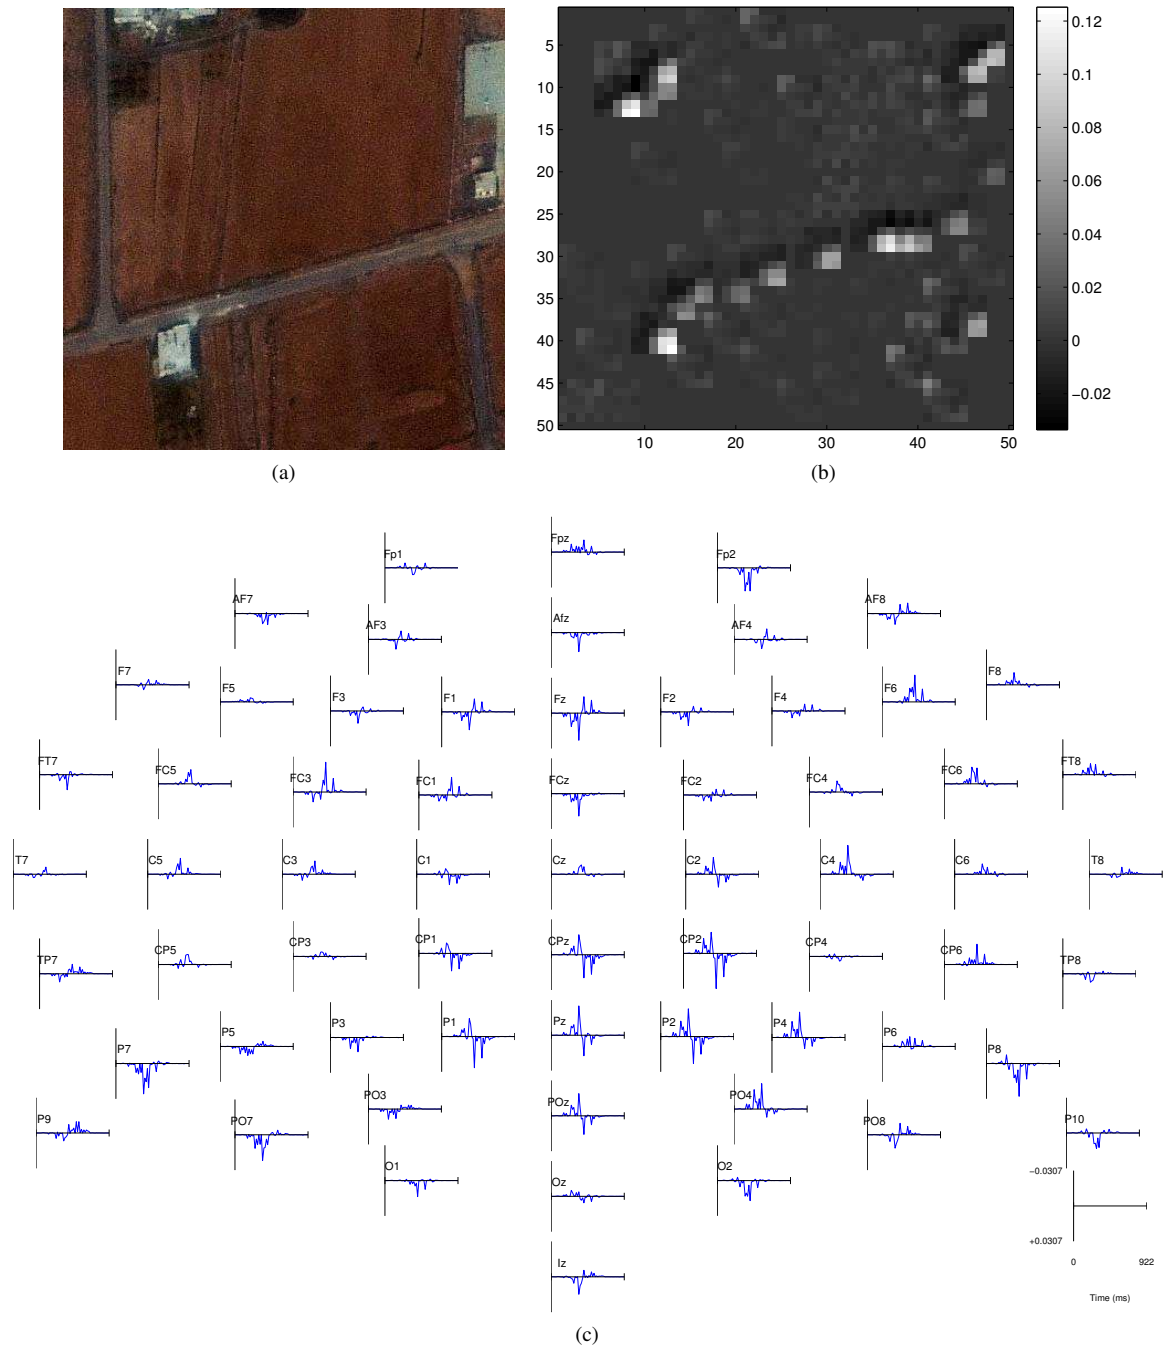 5
10
15
20
25
30
35
40
45
50
10
20
30
40
50
0.12
0.1
0.08
0.06
0.04
0.02
0
−0.02
(a)
(b)
Fpz
Fp1
Fp2
AF7
AF8
Afz
AF3
AF4
F7
F8
F5
F3
F1
Fz
F2
F4
F6
FT7
FT8
FC5
FC3
FC1
FCz
FC2
FC4
FC6
T7
C5
C3
C1
Cz
C2
C4
C6
T8
TP7
CP5
CP3
CP1
CPz
CP2
CP4
CP6
TP8
P7
P5
P3
P1
Pz
P2
P4
P6
P8
P9
PO7
PO3
POz
PO4
PO8
P10
O1
Oz
O2
Iz
−0.0307
+0.0307
0 922
Time (ms)
(c)